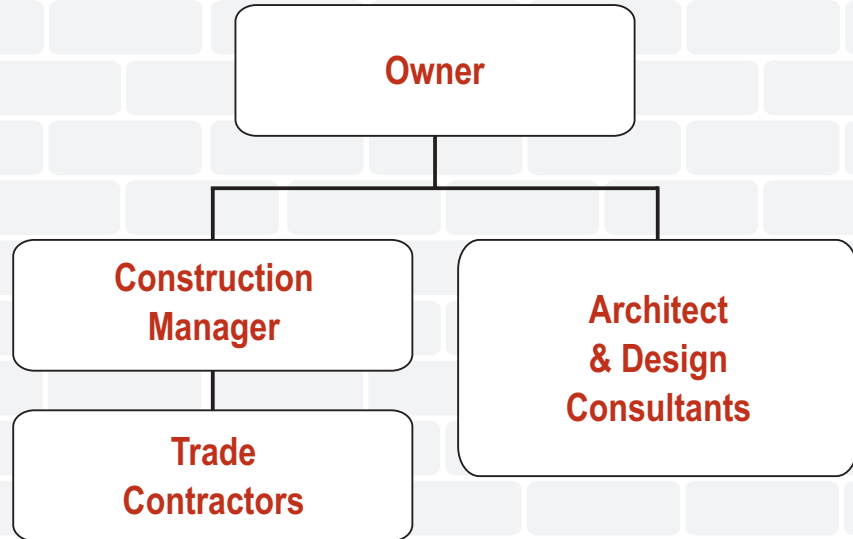 Owner
Construction
Manager
Architect
& Design
Consultants
Trade
Contractors